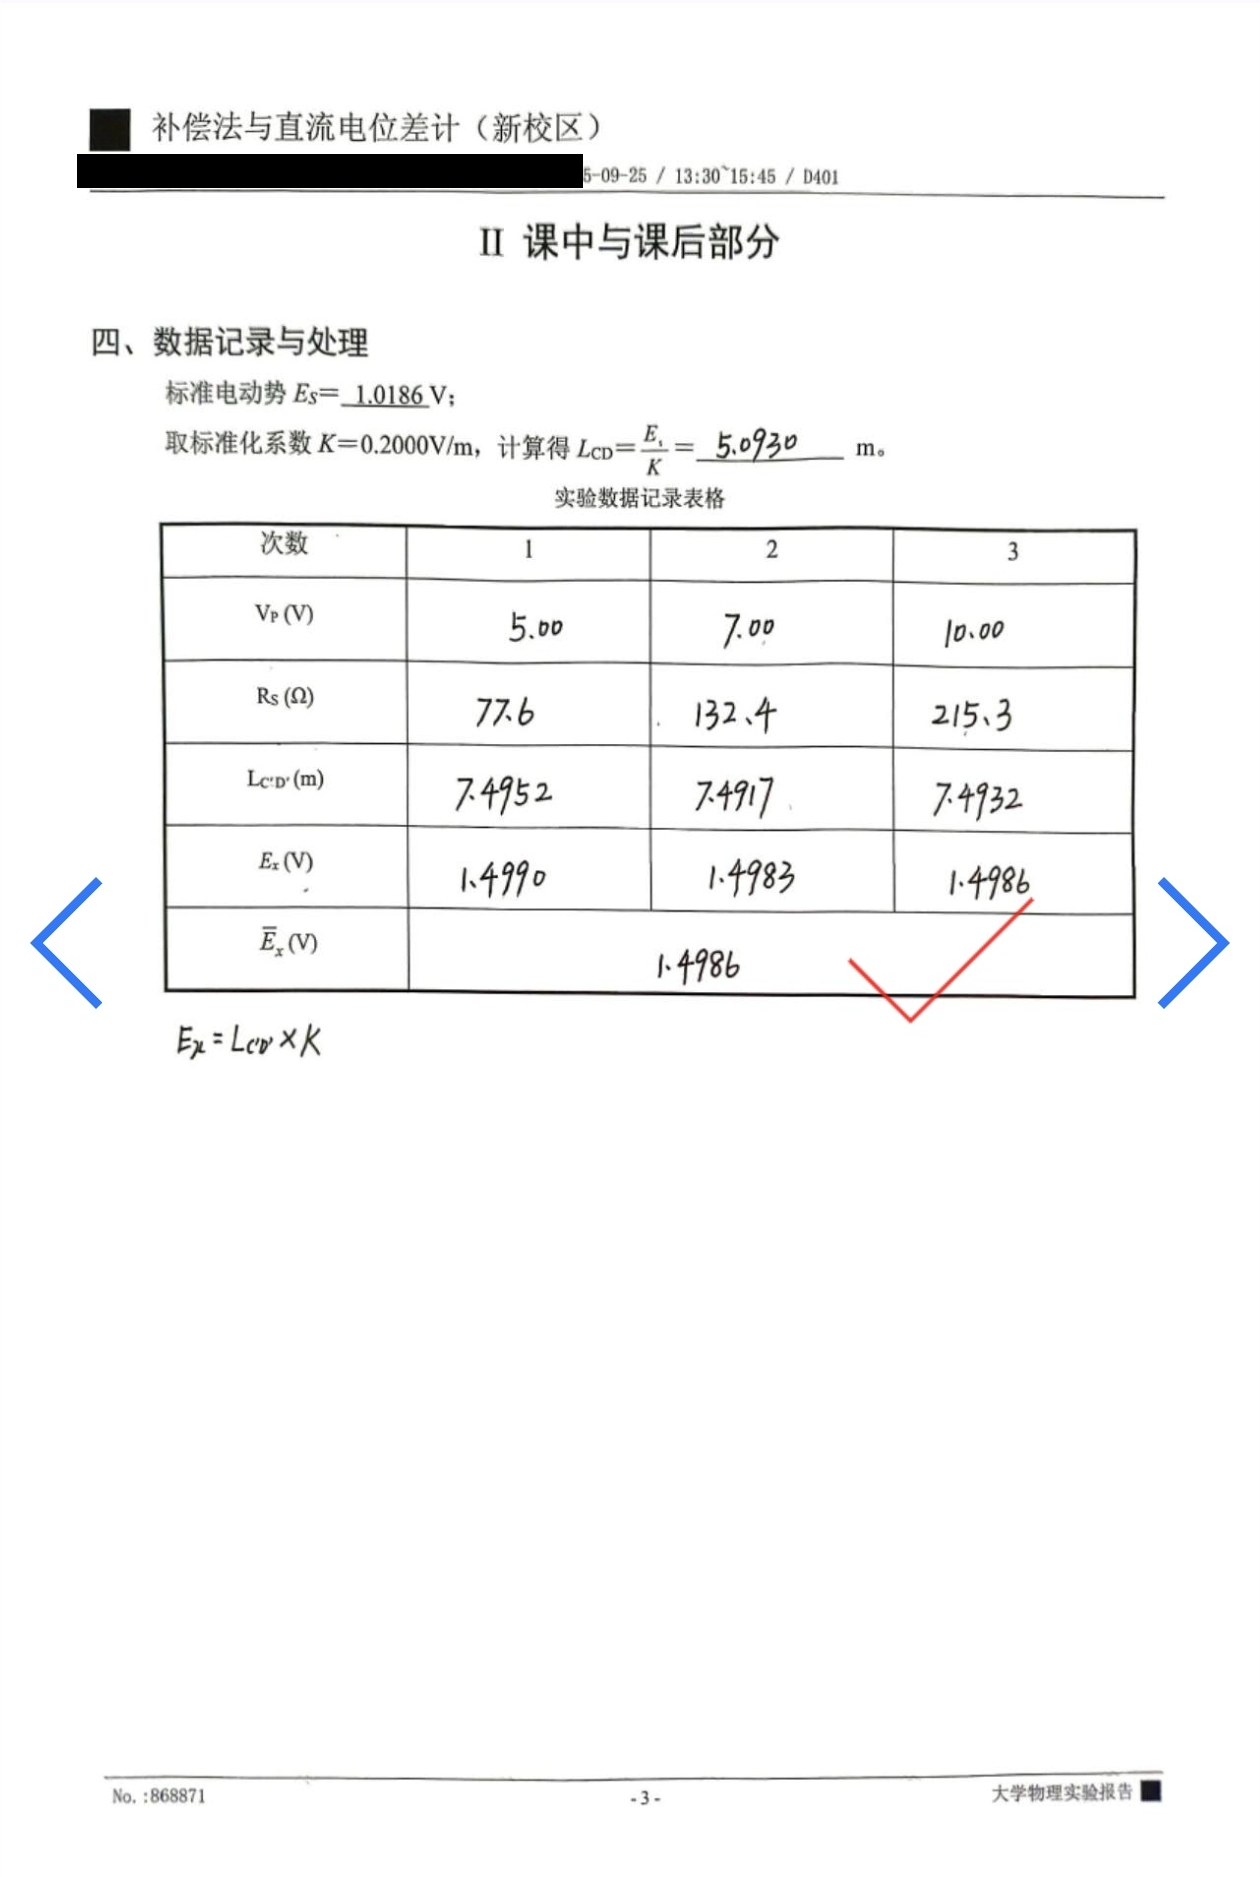 补偿法与直流电位差计（新校区）
5-09-25 / 13:30~15:45 / D401
II 课中与课后部分
四、数据记录与处理
标准电动势 Es= 1.0186 V；
取标准化系数 K=0.2000V/m，计算得 LCD= Es/K = 5.0930 m。
实验数据记录表格
次数 1 2 3
VP (V) 5.00 7.00 10.00
RS (Ω) 77.6 132.4 215.3
LC'D' (m) 7.4952 7.4917 7.4932
Ex (V) 1.4990 1.4983 1.4986
E̅x (V) 1.4986
Ex = LC'D' × K
No. :868871 - 3 - 大学物理实验报告